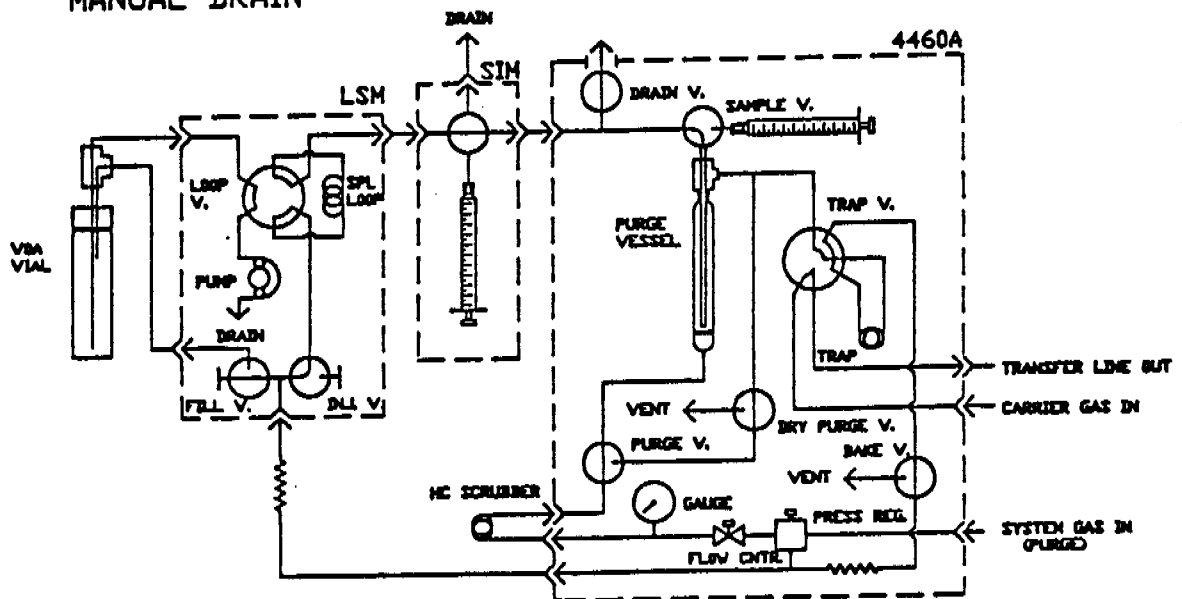 MANUAL DRAIN
DRAIN
4460A
SIM
DRAIN V.
SAMPLE V.
LSM
LOOP
V.
SPL
LOOP
PURGE
VESSEL
TRAP V.
VOA
VIAL
PUMP
DRAIN
TRAP
TRANSFER LINE OUT
FILL V.
INJ. V.
VENT
CARRIER GAS IN
DRY PURGE V.
PURGE V.
BAKE V.
VENT
HC SCRUBBER
GAUGE
PRESS REG.
SYSTEM GAS IN
(PURGE)
FLOW CNTR.